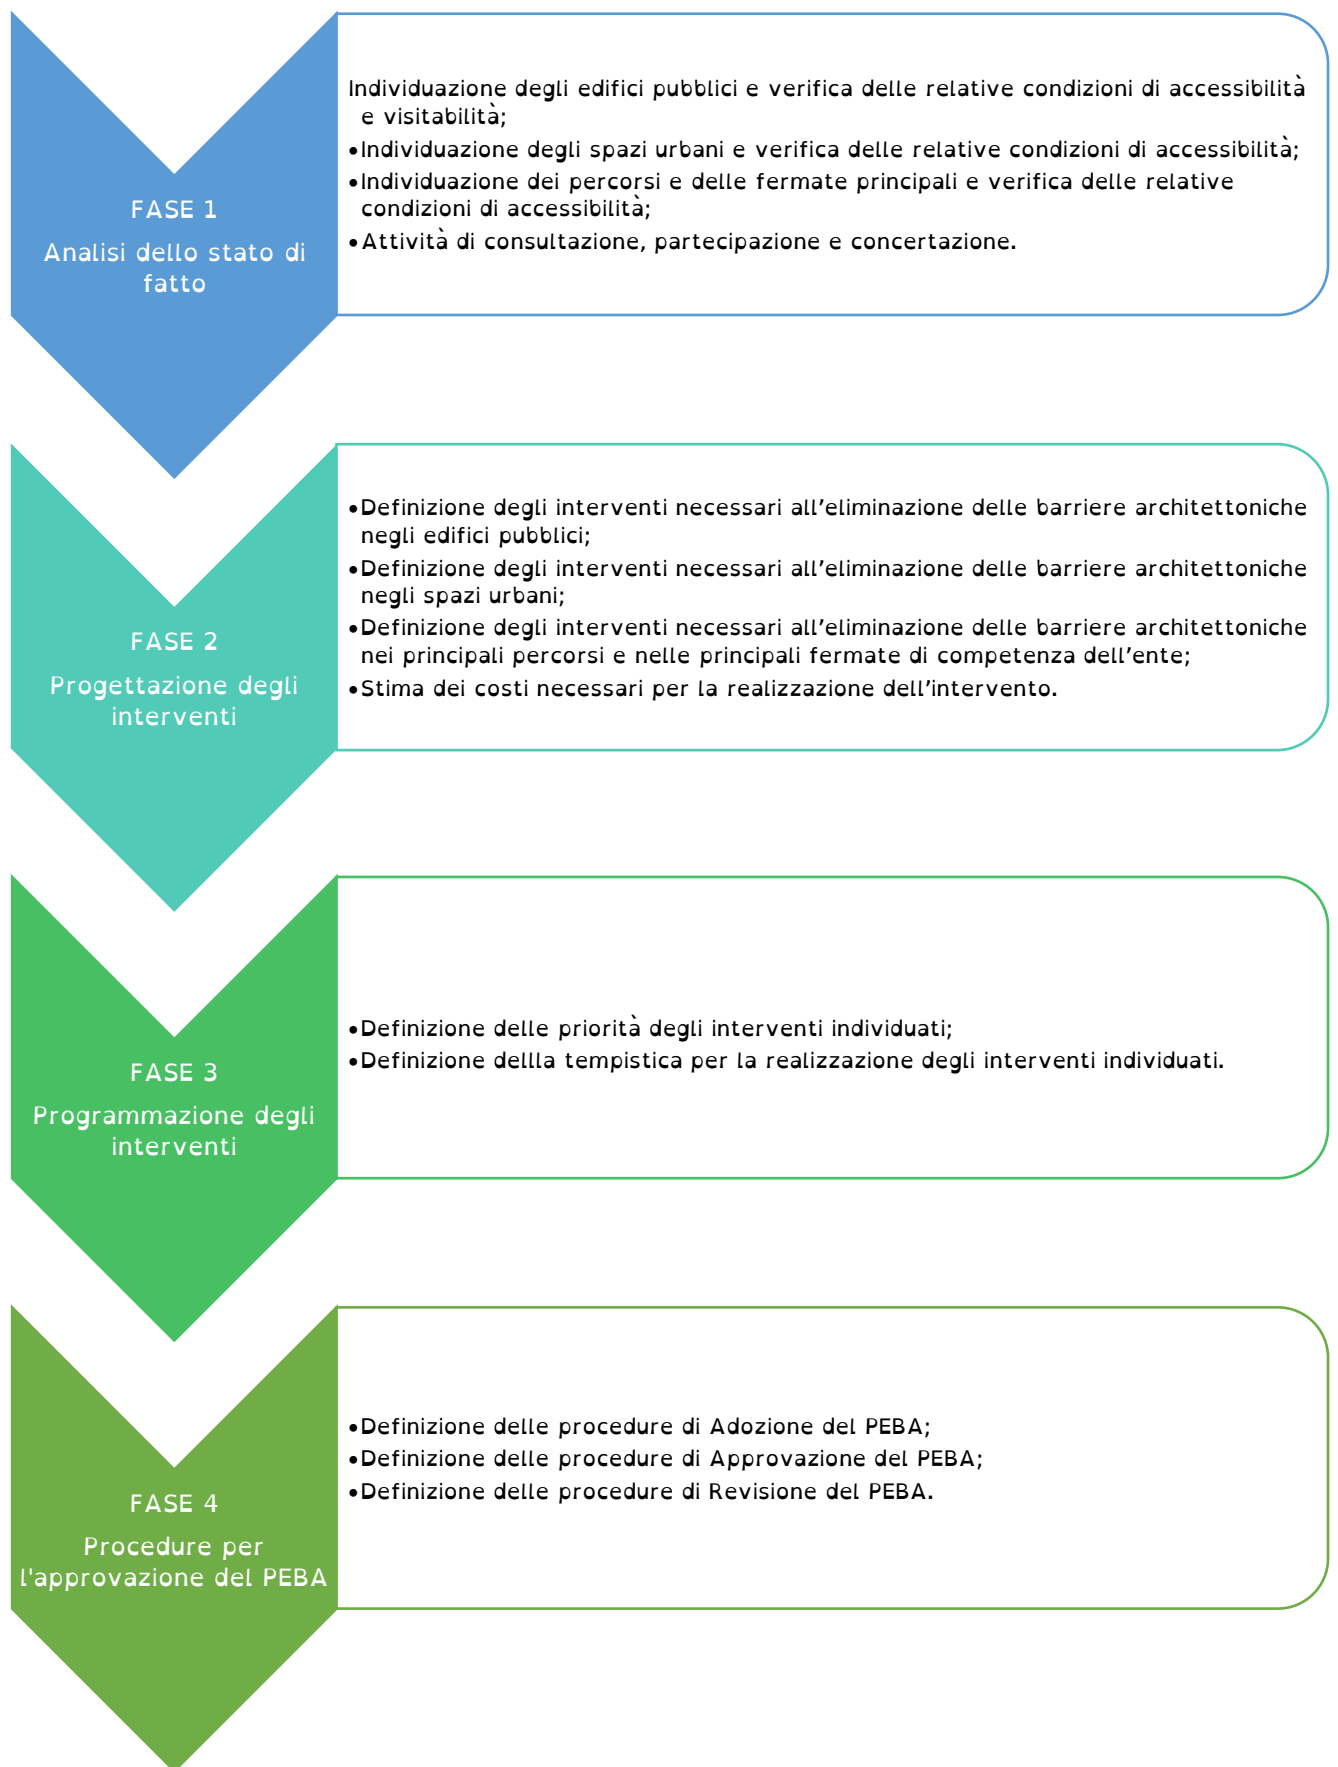 FASE 1
Analisi dello stato di
fatto
Individuazione degli edifici pubblici e verifica delle relative condizioni di accessibilità
e visitabilità;
•Individuazione degli spazi urbani e verifica delle relative condizioni di accessibilità;
•Individuazione dei percorsi e delle fermate principali e verifica delle relative
condizioni di accessibilità;
•Attività di consultazione, partecipazione e concertazione.
FASE 2
Progettazione degli
interventi
•Definizione degli interventi necessari all’eliminazione delle barriere architettoniche
negli edifici pubblici;
•Definizione degli interventi necessari all’eliminazione delle barriere architettoniche
negli spazi urbani;
•Definizione degli interventi necessari all’eliminazione delle barriere architettoniche
nei principali percorsi e nelle principali fermate di competenza dell’ente;
•Stima dei costi necessari per la realizzazione dell’intervento.
FASE 3
Programmazione degli
interventi
•Definizione delle priorità degli interventi individuati;
•Definizione dellla tempistica per la realizzazione degli interventi individuati.
FASE 4
Procedure per
l'approvazione del PEBA
•Definizione delle procedure di Adozione del PEBA;
•Definizione delle procedure di Approvazione del PEBA;
•Definizione delle procedure di Revisione del PEBA.